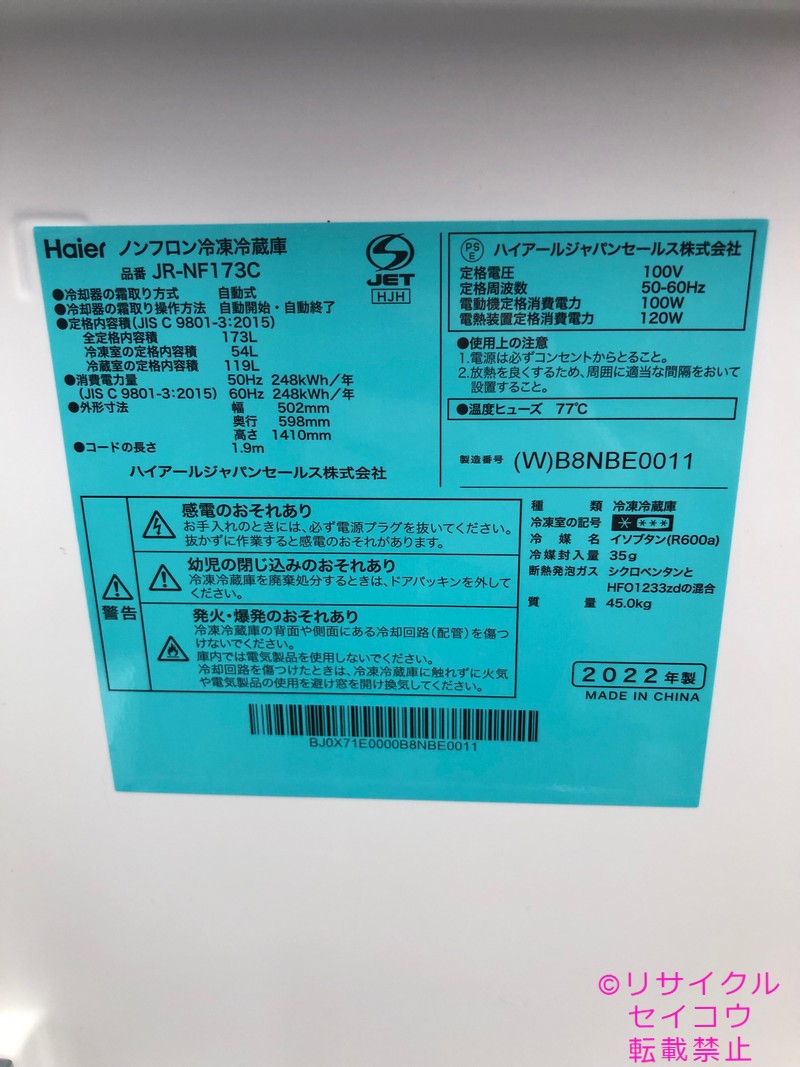 Haier ノンフロン冷凍冷蔵庫
品番 JR-NF173C
●冷却器の霜取り方式 自動式
●冷却器の霜取り操作方法 自動開始・自動終了
●定格内容積(JIS C 9801-3:2015)
全定格内容積 173L
冷凍室の定格内容積 54L
冷蔵室の定格内容積 119L
●消費電力量 50Hz 248kWh/年
(JIS C 9801-3:2015) 60Hz 248kWh/年
●外形寸法 幅 502mm
奥行 598mm
高さ 1410mm
●コードの長さ 1.9m
ハイアールジャパンセールス株式会社
S
JET
HJH
PSE ハイアールジャパンセールス株式会社
定格電圧 100V
定格周波数 50-60Hz
電動機定格消費電力 100W
電熱装置定格消費電力 120W
●使用上の注意
1.電源は必ずコンセントからとること。
2.放熱を良くするため、周囲に適当な間隔をおいて
設置すること。
●温度ヒューズ 77℃
製造番号 (W)B8NBE0011
警告
感電のおそれあり
お手入れのときには、必ず電源プラグを抜いてください。
抜かずに作業すると感電のおそれがあります。
幼児の閉じ込みのおそれあり
冷凍冷蔵庫を廃棄処分するときは、ドアパッキンを外して
ください。
発火・爆発のおそれあり
冷凍冷蔵庫の背面や側面にある冷却回路(配管)を傷つ
けないでください。
庫内では電気製品を使用しないでください。
冷却回路を傷つけたときは、冷凍冷蔵庫に触れずに火気
や電気製品の使用を避け窓を開け換気してください。
種類 冷凍冷蔵庫
冷凍室の記号 * ***
冷媒名 イソブタン(R600a)
冷媒封入量 35g
断熱発泡ガス シクロペンタンと
HFO1233zdの混合
質量 45.0kg
2022年製
MADE IN CHINA
BJ0X71E0000B8NBE0011
©リサイクル
セイコウ
転載禁止